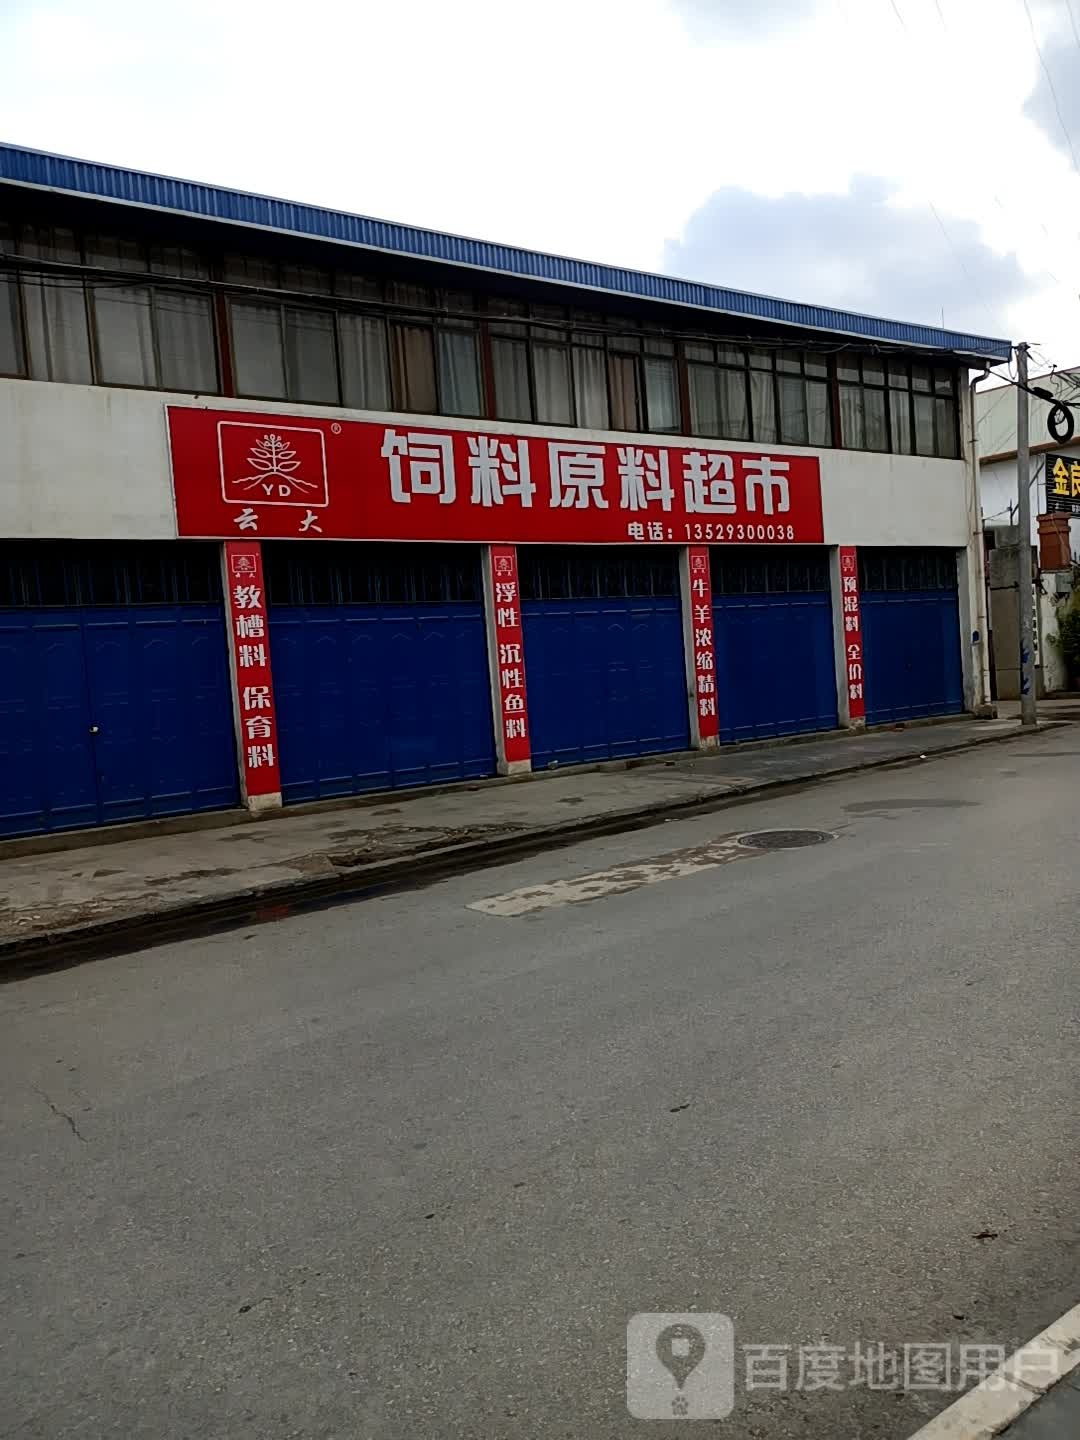 YD
®
云大
饲料原料超市
电话：13529300038
教槽料 保育料
浮性 沉性鱼料
牛羊浓缩精料
预混料 全价料
金良
百度地图用户